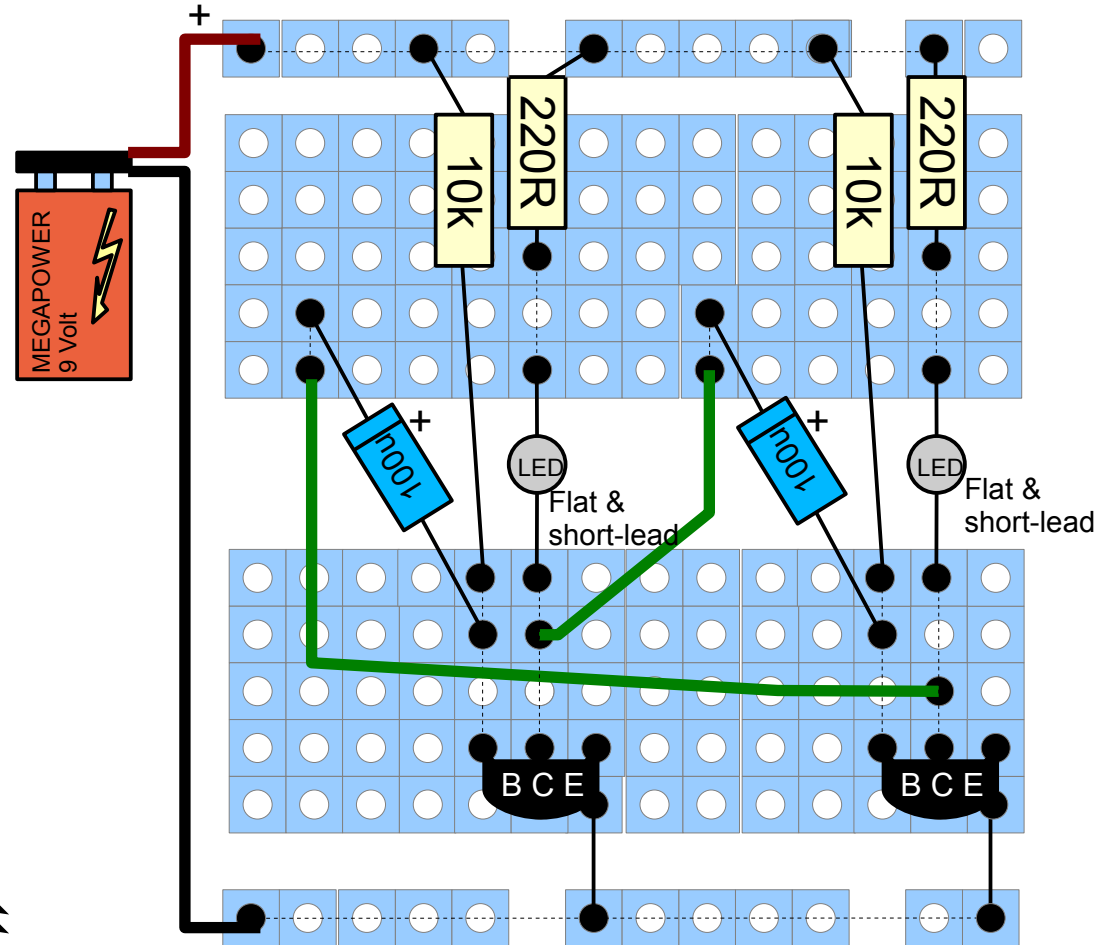 +
MEGAPOWER
9 Volt
10k
220R
10k
220R
+
100u
LED
Flat &
short-lead
+
100u
LED
Flat &
short-lead
B C E
B C E